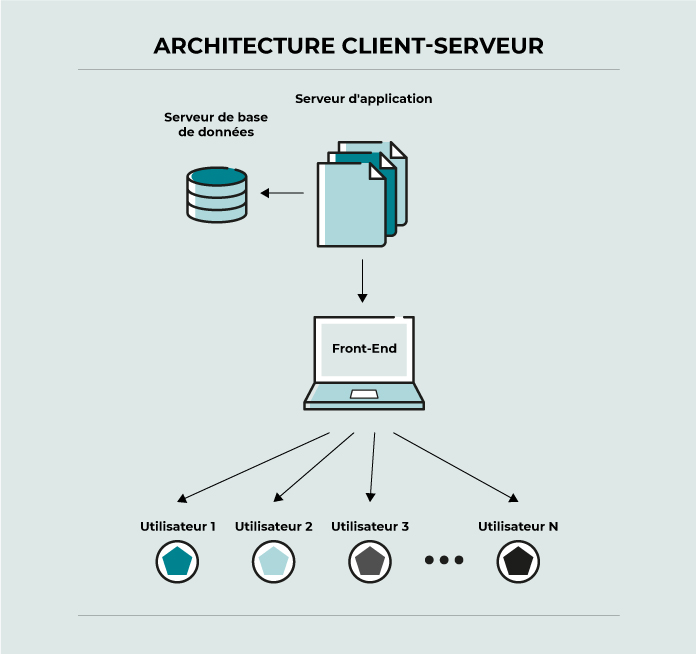 ARCHITECTURE CLIENT-SERVEUR
Serveur d'application
Serveur de base
de données
Front-End
Utilisateur 1
Utilisateur 2
Utilisateur 3
Utilisateur N